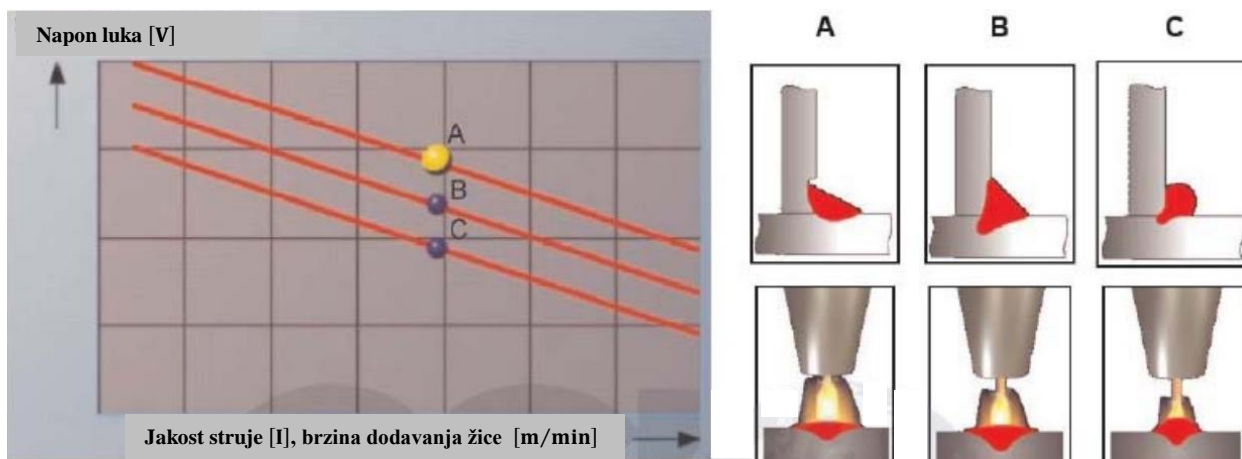 Napon luka [V]
A
B
C
Jakost struje [I], brzina dodavanja žice [m/min]
A B C